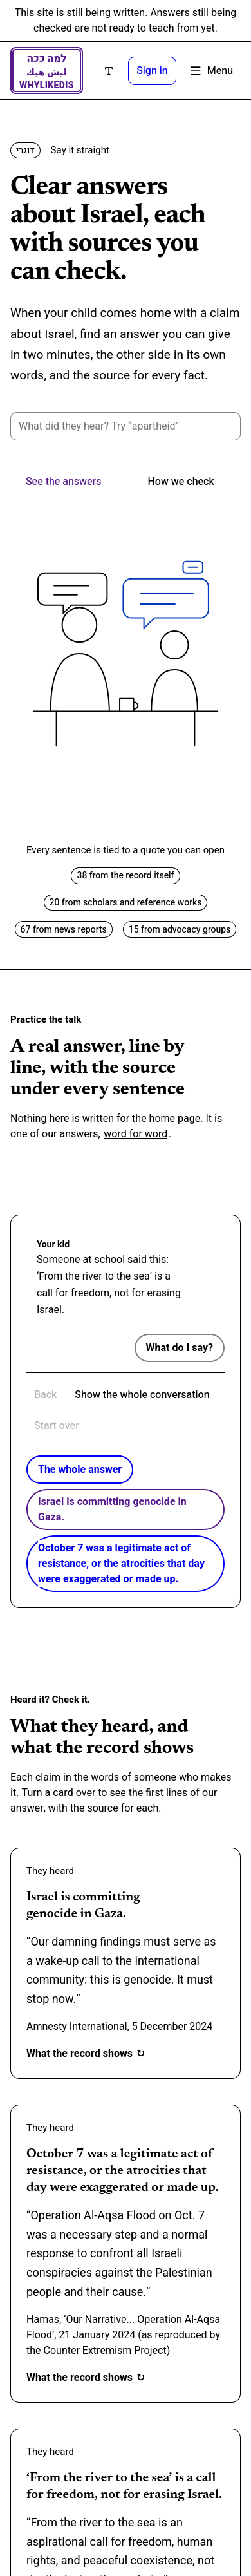 This site is still being written. Answers still being
checked are not ready to teach from yet.
למה ככה
ليش هيك
WHYLIKEDIS
T
Sign in
Menu
דוגרי
Say it straight
Clear answers
about Israel, each
with sources you
can check.
When your child comes home with a claim
about Israel, find an answer you can give
in two minutes, the other side in its own
words, and the source for every fact.
What did they hear? Try “apartheid”
See the answers
How we check
Every sentence is tied to a quote you can open
38 from the record itself
20 from scholars and reference works
67 from news reports
15 from advocacy groups
Practice the talk
A real answer, line by
line, with the source
under every sentence
Nothing here is written for the home page. It is
one of our answers, word for word.
Your kid
Someone at school said this:
‘From the river to the sea’ is a
call for freedom, not for erasing
Israel.
What do I say?
Back
Show the whole conversation
Start over
The whole answer
Israel is committing genocide in
Gaza.
October 7 was a legitimate act of
resistance, or the atrocities that day
were exaggerated or made up.
Heard it? Check it.
What they heard, and
what the record shows
Each claim in the words of someone who makes
it. Turn a card over to see the first lines of our
answer, with the source for each.
They heard
Israel is committing
genocide in Gaza.
“Our damning findings must serve as
a wake-up call to the international
community: this is genocide. It must
stop now.”
Amnesty International, 5 December 2024
What the record shows ↻
They heard
October 7 was a legitimate act of
resistance, or the atrocities that
day were exaggerated or made up.
“Operation Al-Aqsa Flood on Oct. 7
was a necessary step and a normal
response to confront all Israeli
conspiracies against the Palestinian
people and their cause.”
Hamas, ‘Our Narrative... Operation Al-Aqsa
Flood’, 21 January 2024 (as reproduced by
the Counter Extremism Project)
What the record shows ↻
They heard
‘From the river to the sea’ is a call
for freedom, not for erasing Israel.
“From the river to the sea is an
aspirational call for freedom, human
rights, and peaceful coexistence, not